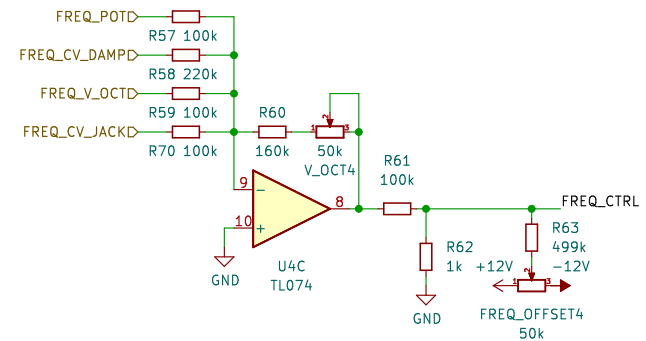 FREQ_POT
R57 100k
FREQ_CV_DAMP
R58 220k
FREQ_V_OCT
R59 100k
FREQ_CV_JACK
R70 100k
R60
160k
1
2
3
50k
V_OCT4
9
−
10
+
8
U4C
TL074
GND
R61
100k
FREQ_CTRL
R62
1k
GND
R63
499k
+12V
−12V
1
2
3
FREQ_OFFSET4
50k